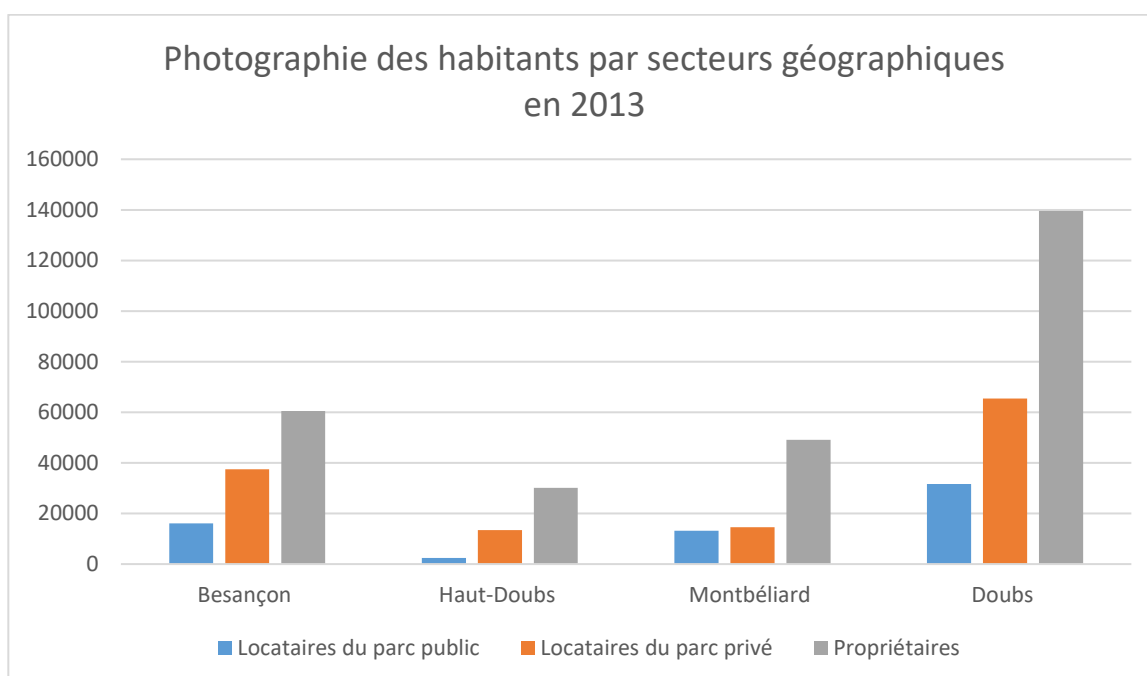 Photographie des habitants par secteurs géographiques
en 2013
160000
140000
120000
100000
80000
60000
40000
20000
0
Besançon Haut-Doubs Montbéliard Doubs
Locataires du parc public Locataires du parc privé Propriétaires